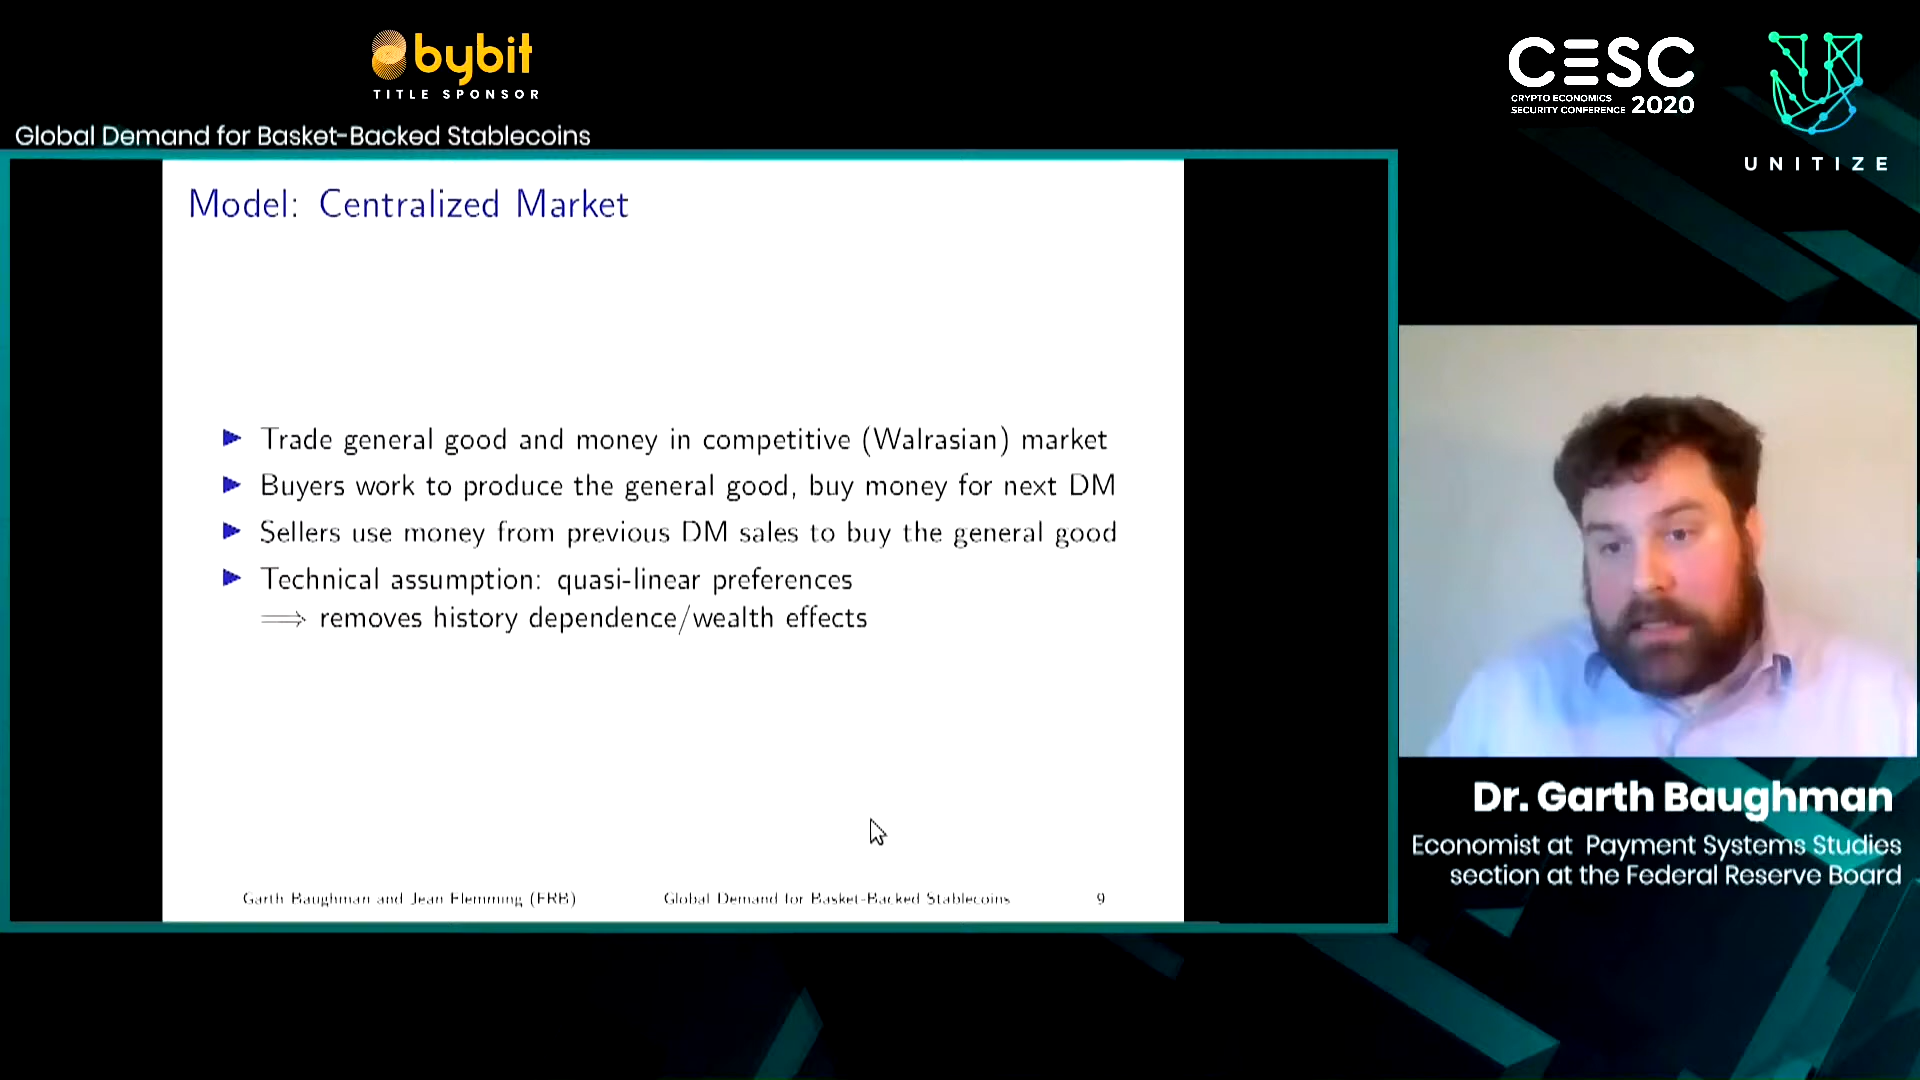 bybit
TITLE SPONSOR
CESC
CRYPTO ECONOMICS
SECURITY CONFERENCE 2020
UNITIZE
Global Demand for Basket-Backed Stablecoins
Model: Centralized Market
▶ Trade general good and money in competitive (Walrasian) market
▶ Buyers work to produce the general good, buy money for next DM
▶ Sellers use money from previous DM sales to buy the general good
▶ Technical assumption: quasi-linear preferences
⟹ removes history dependence/wealth effects
Garth Baughman and Jean Flemming (FRB) Global Demand for Basket-Backed Stablecoins 9
Dr. Garth Baughman
Economist at Payment Systems Studies
section at the Federal Reserve Board